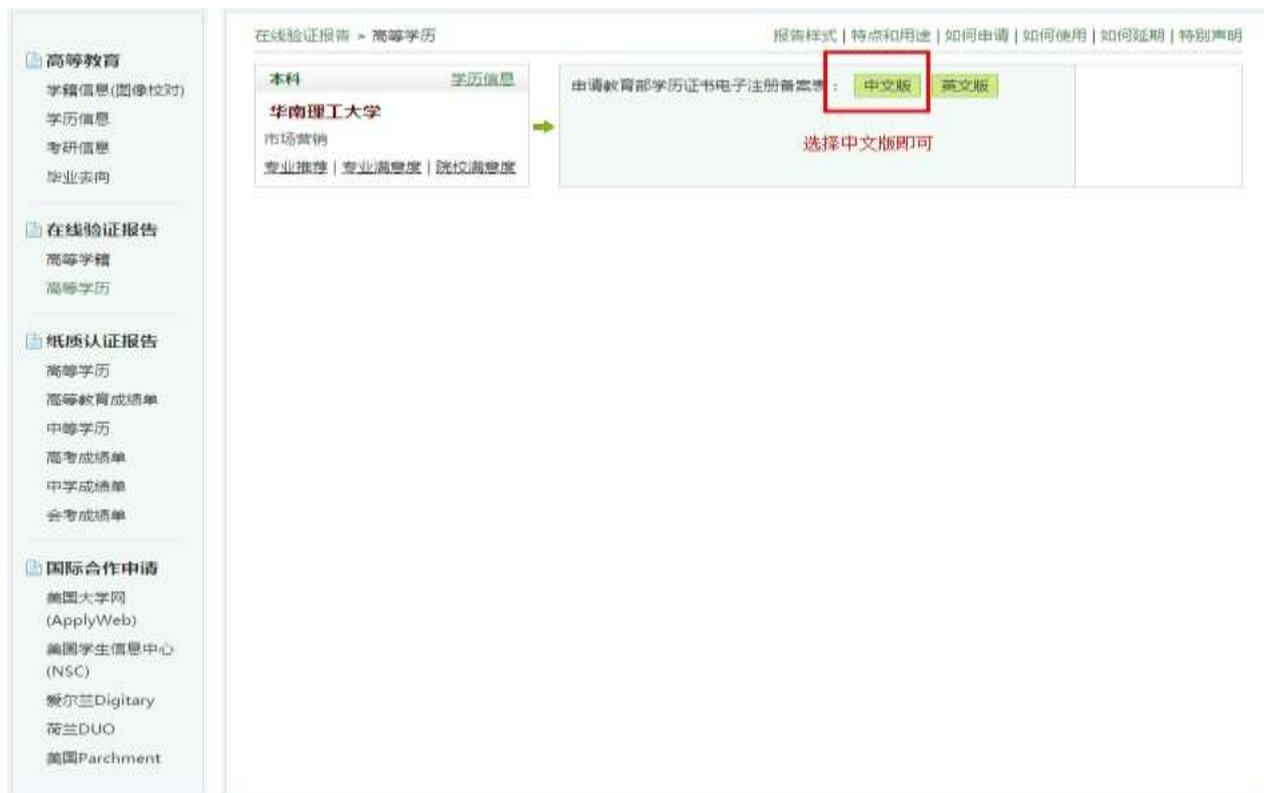 高等教育
学籍信息(图像校对)
学历信息
考研信息
毕业去向
在线验证报告
高等学籍
高等学历
纸质认证报告
高等学历
高等教育成绩单
中等学历
高考成绩单
中学成绩单
会考成绩单
国际合作申请
美国大学网
(ApplyWeb)
美国学生信息中心
(NSC)
爱尔兰Digitary
荷兰DUO
美国Parchment
在线验证报告 > 高等学历
报告样式 | 特点和用途 | 如何申请 | 如何使用 | 如何延期 | 特别声明
本科 学历信息
华南理工大学
市场营销
专业推荐 | 专业满意度 | 院校满意度
申请教育部学历证书电子注册备案表: 中文版 英文版
选择中文版即可